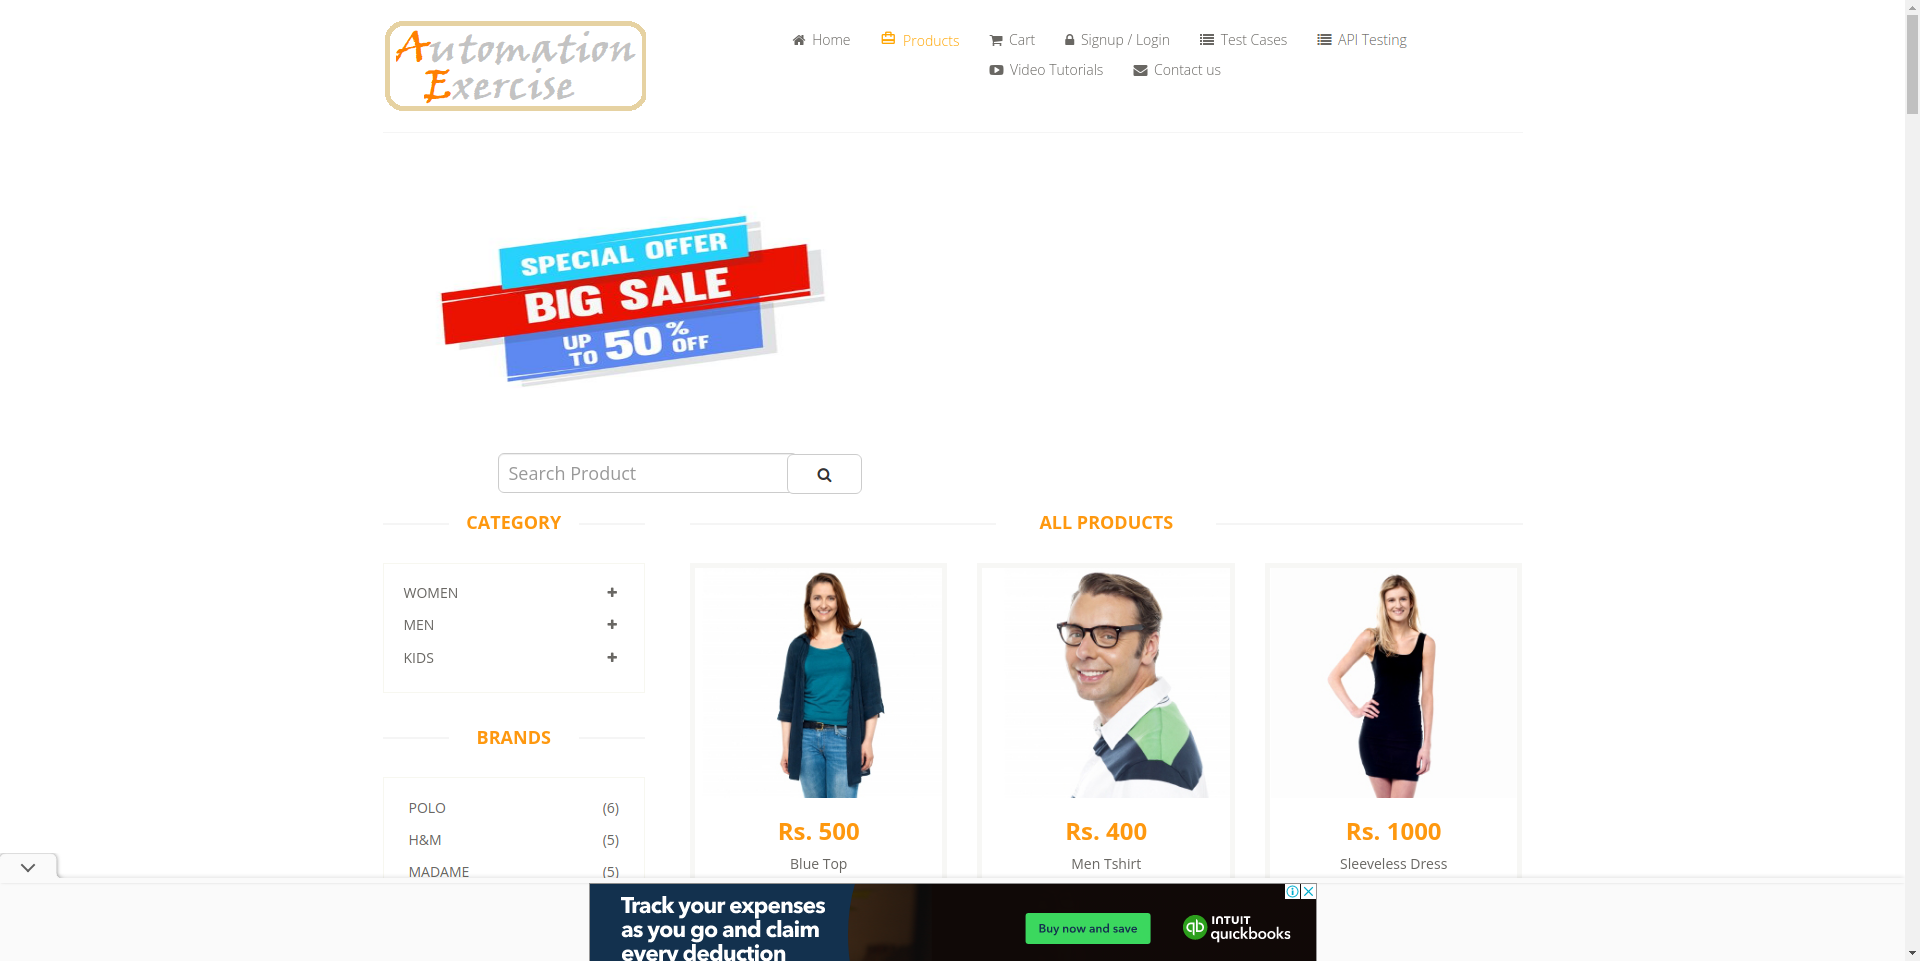 Automation
Exercise
Home
Products
Cart
Signup / Login
Test Cases
API Testing
Video Tutorials
Contact us
SPECIAL OFFER
BIG SALE
UP TO 50% OFF
Search Product
CATEGORY
WOMEN
MEN
KIDS
BRANDS
POLO (6)
H&M (5)
MADAME (5)
ALL PRODUCTS
Rs. 500
Blue Top
Rs. 400
Men Tshirt
Rs. 1000
Sleeveless Dress
Track your expenses
as you go and claim
every deduction
Buy now and save
qb INTUIT
quickbooks